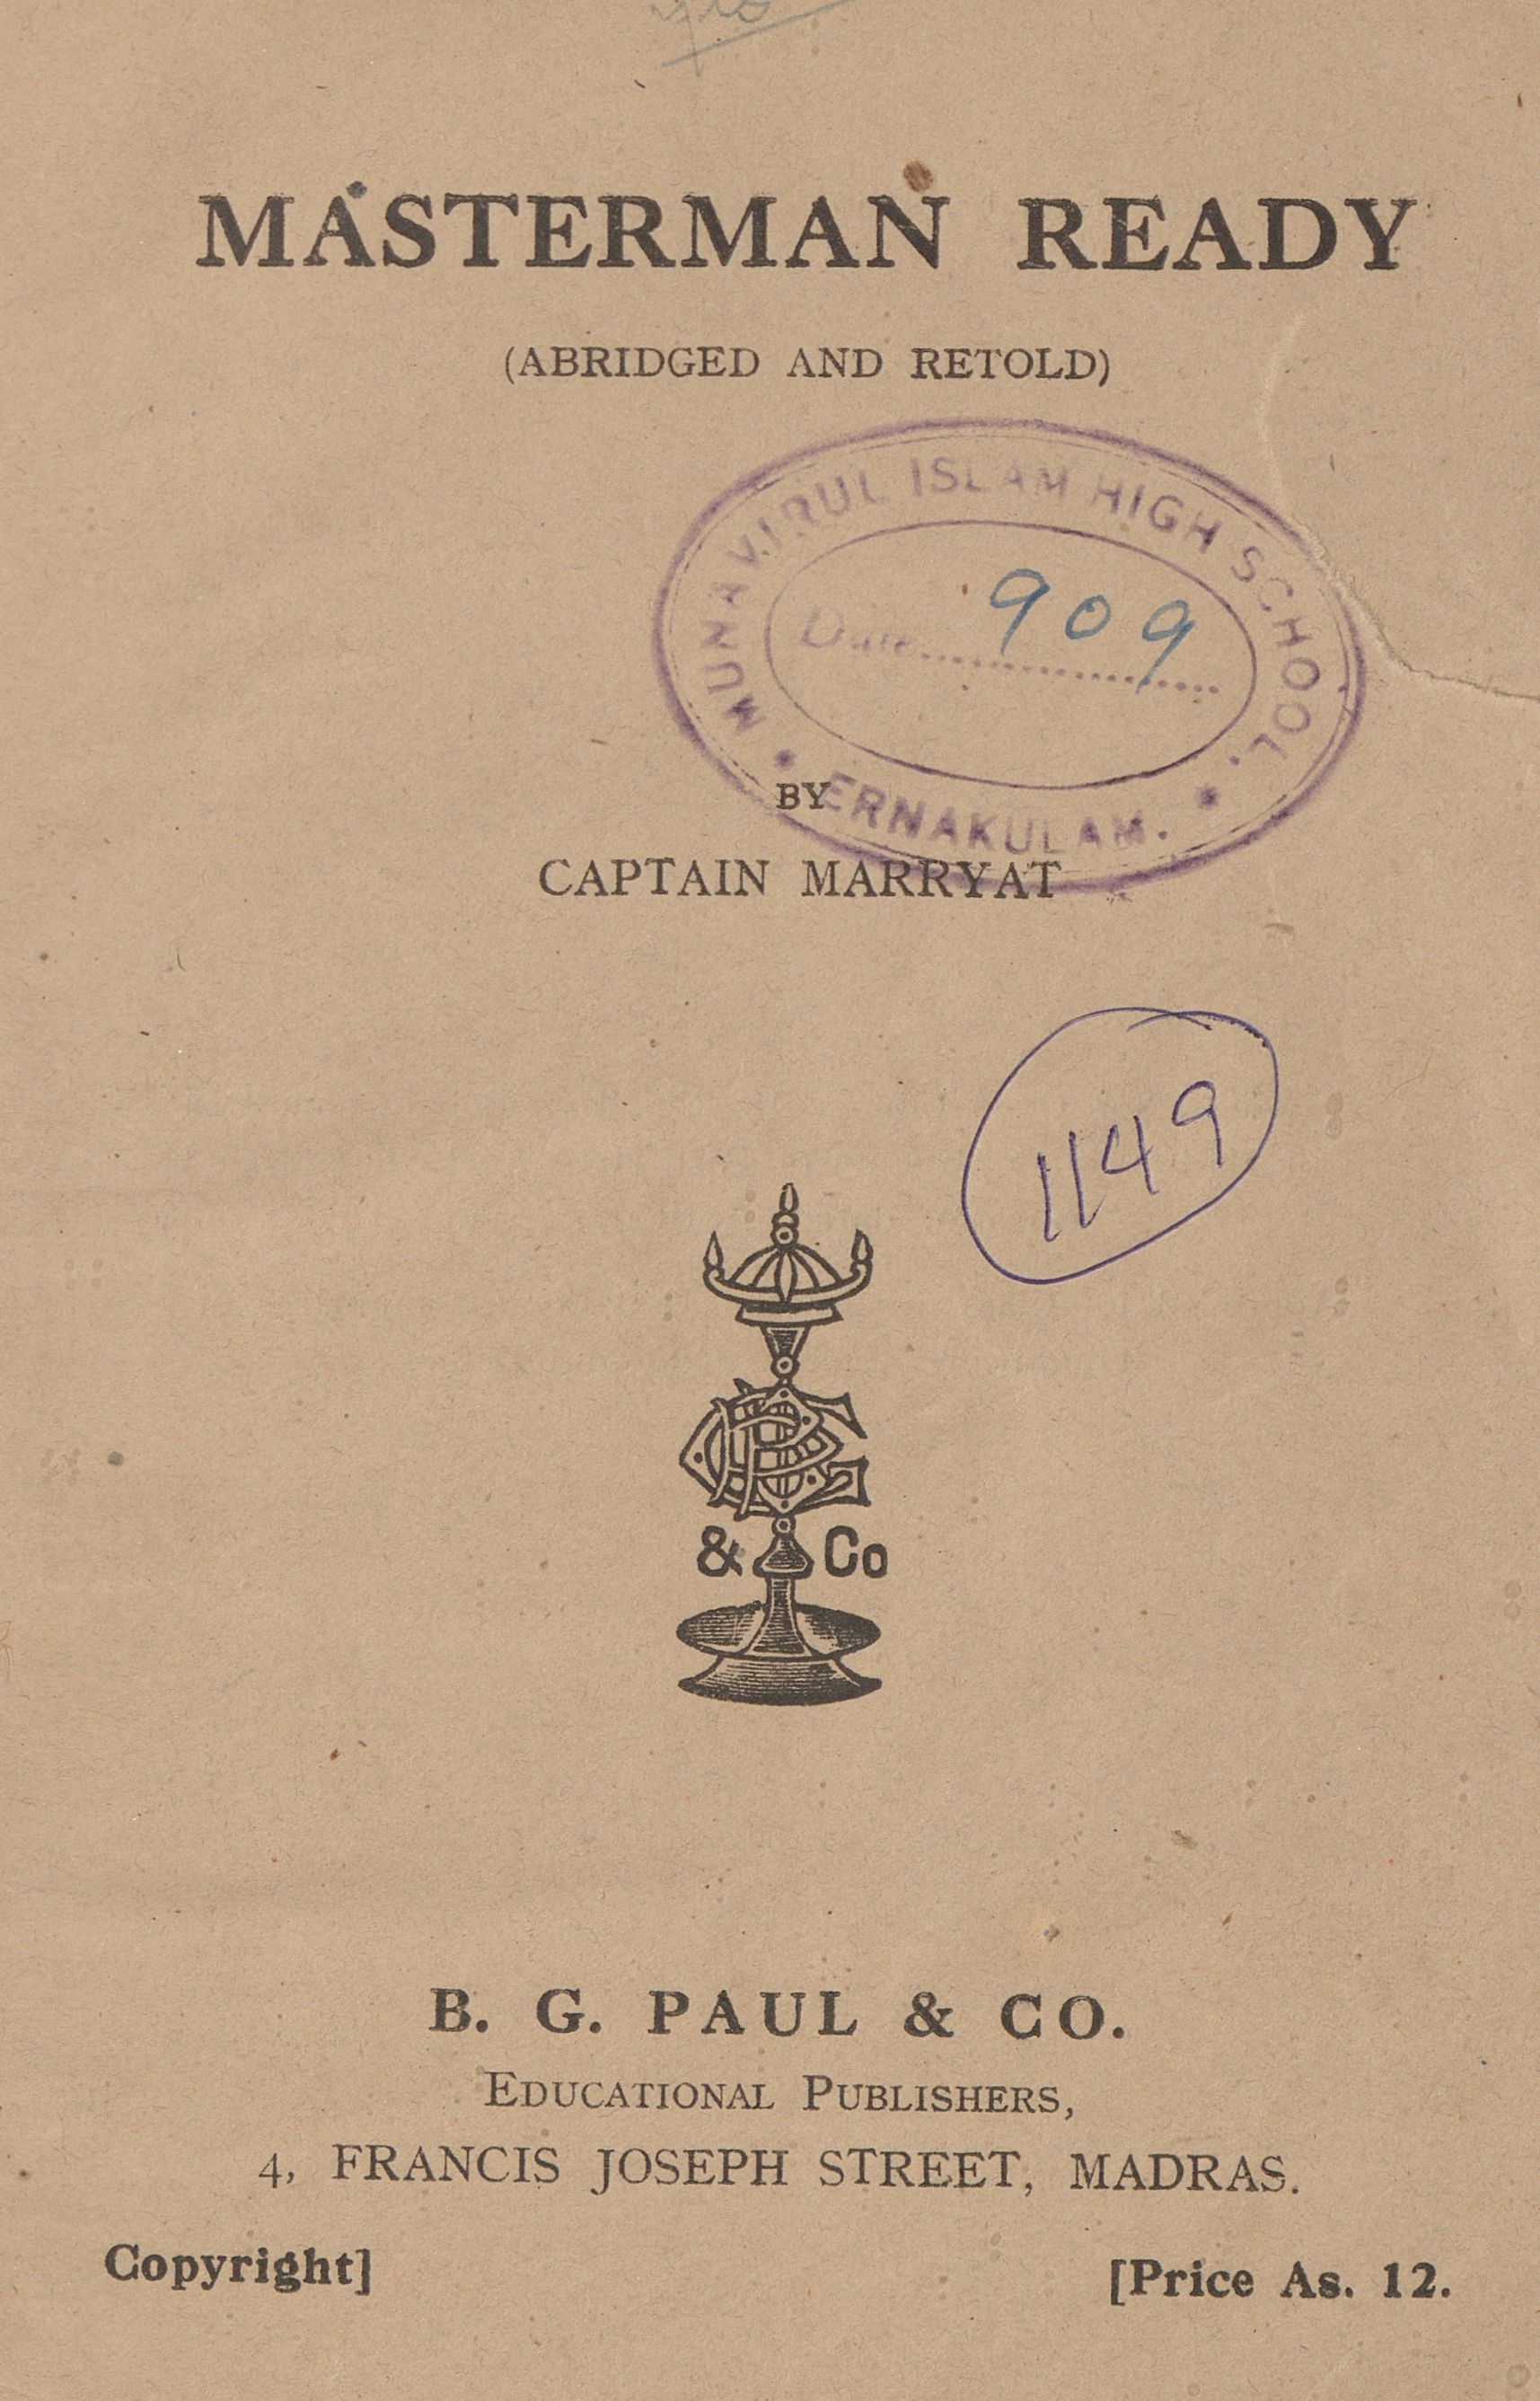 MASTERMAN READY
(ABRIDGED AND RETOLD)
MUNAVIRUL ISLAM HIGH SCHOOL.
Date.................... 909
ERNAKULAM.
BY
CAPTAIN MARRYAT
1149
& Co
B. G. PAUL & CO.
EDUCATIONAL PUBLISHERS,
4, FRANCIS JOSEPH STREET, MADRAS.
Copyright] [Price As. 12.